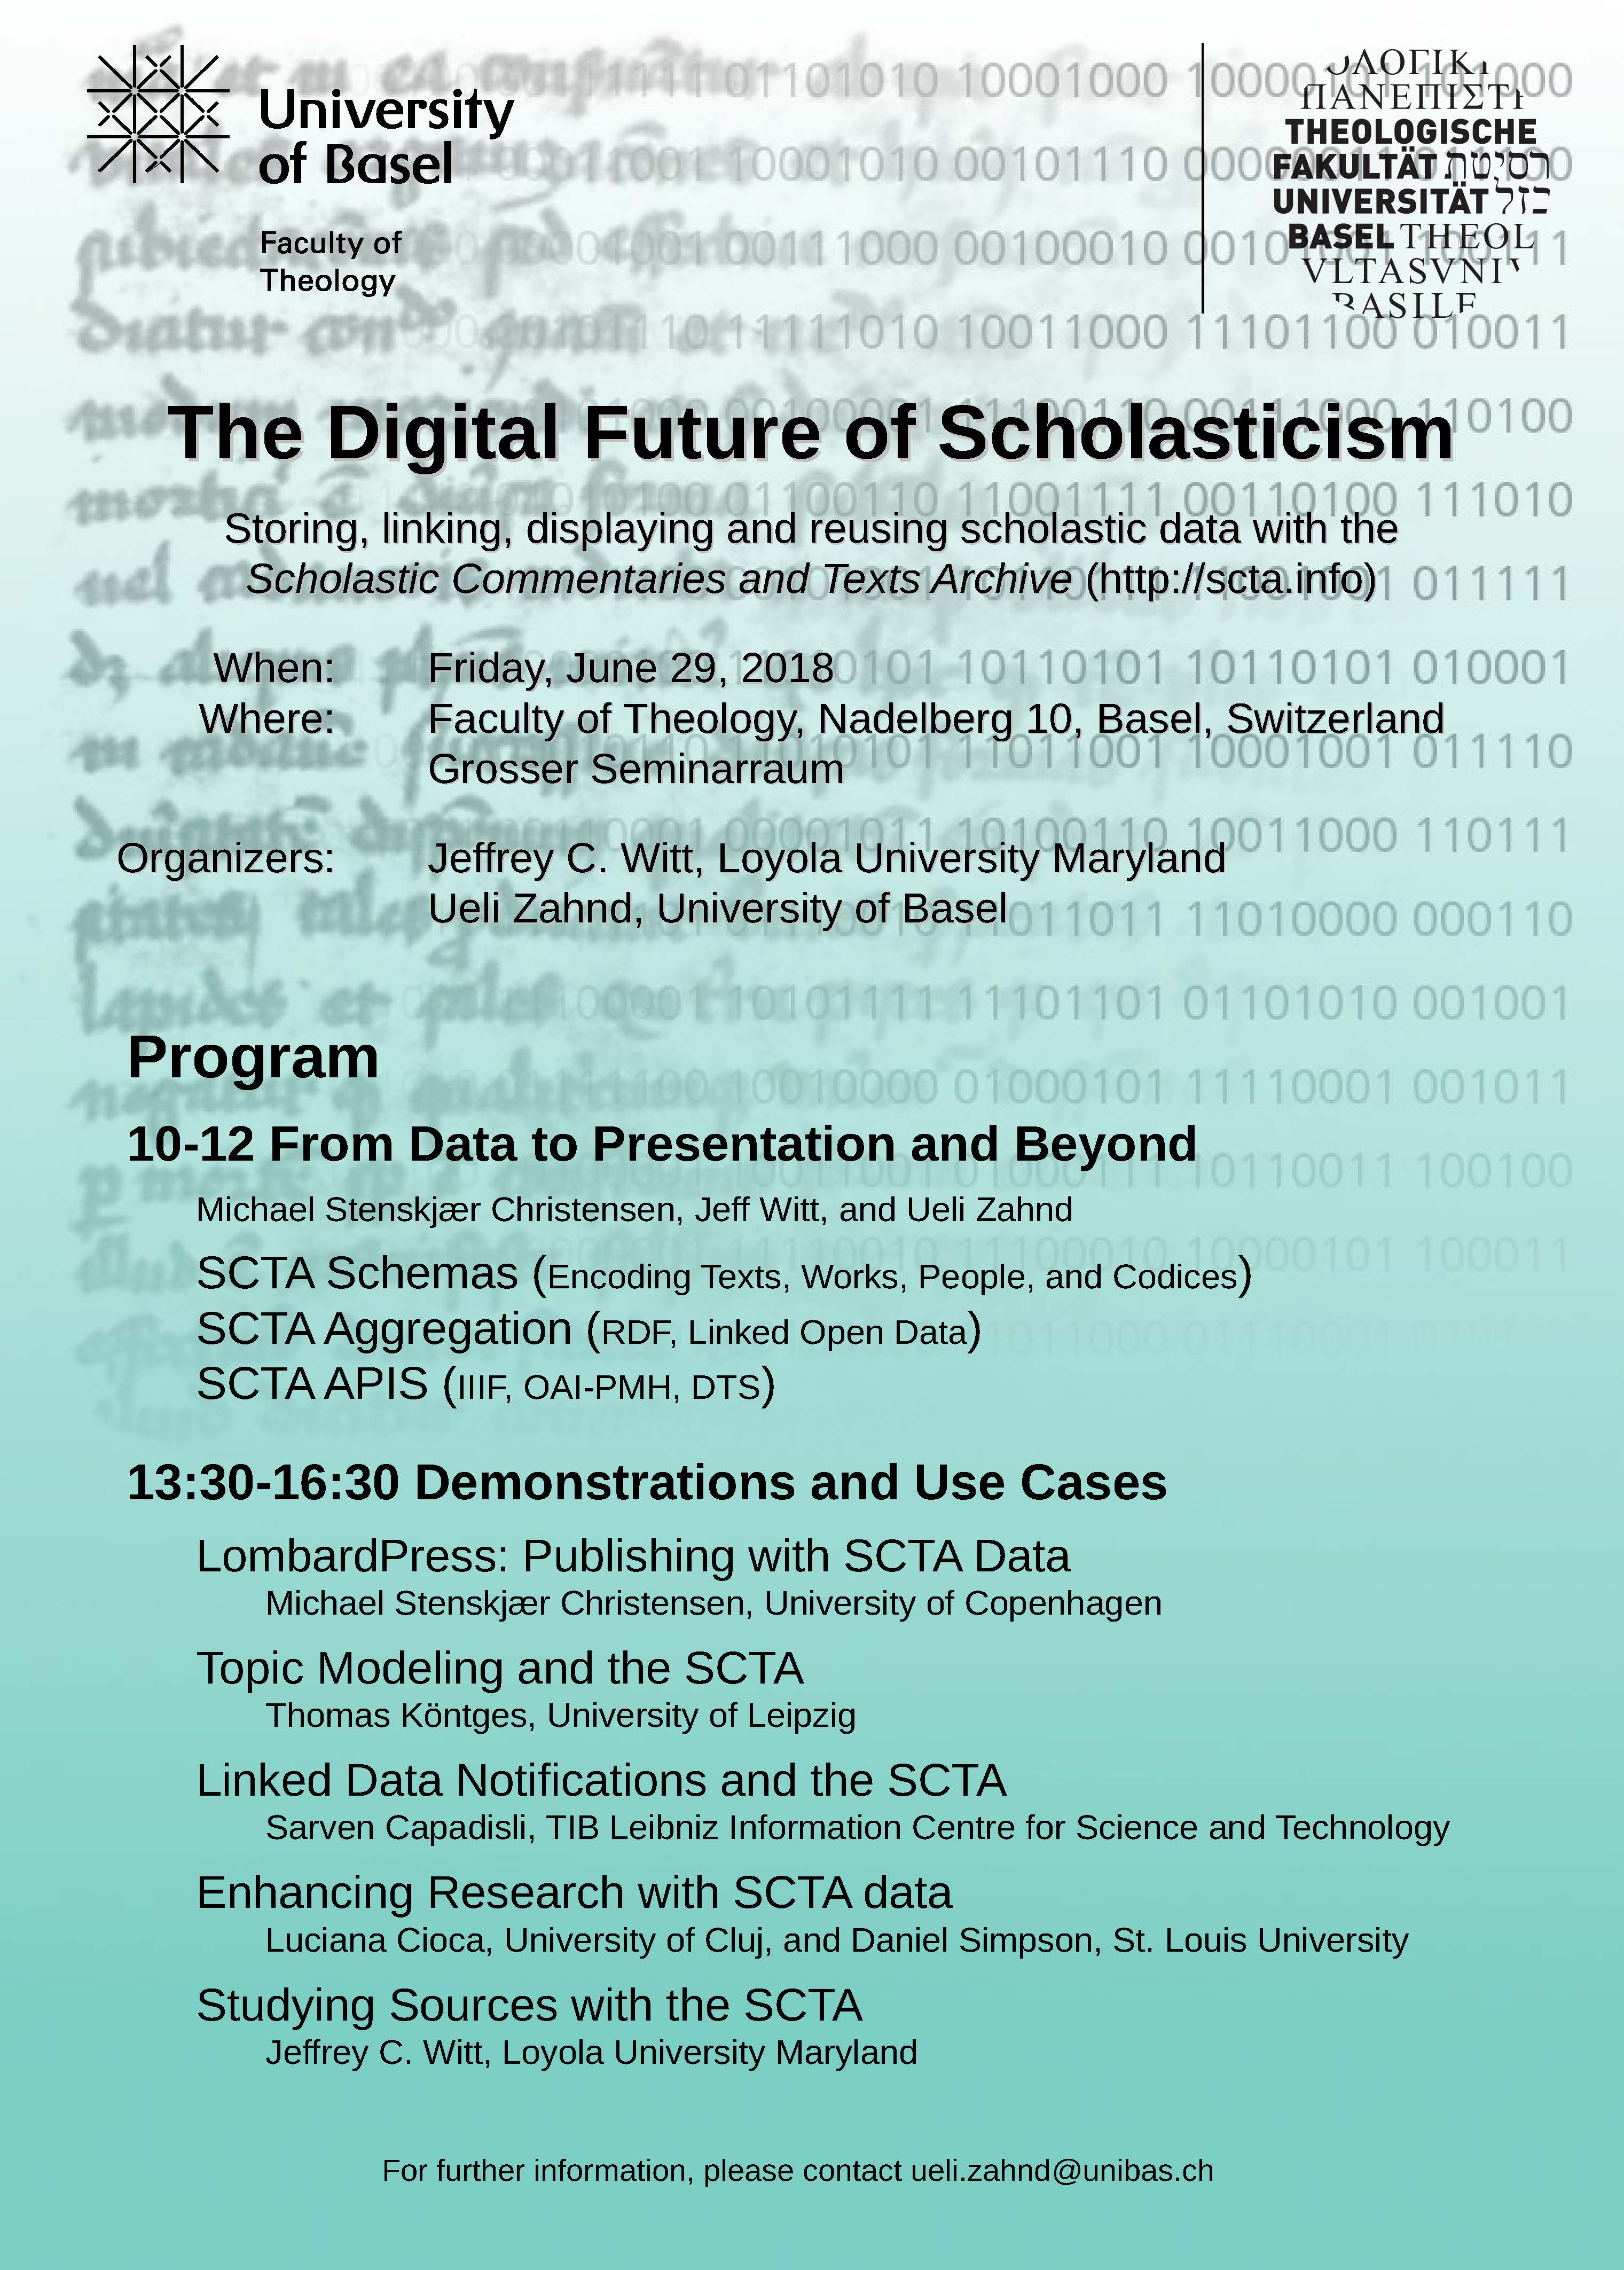 University
of Basel
Faculty of
Theology
THEOLOGISCHE
FAKULTÄT
UNIVERSITÄT
BASEL THEOL
The Digital Future of Scholasticism
Storing, linking, displaying and reusing scholastic data with the
Scholastic Commentaries and Texts Archive (http://scta.info)
When: Friday, June 29, 2018
Where: Faculty of Theology, Nadelberg 10, Basel, Switzerland
Grosser Seminarraum
Organizers: Jeffrey C. Witt, Loyola University Maryland
Ueli Zahnd, University of Basel
Program
10-12 From Data to Presentation and Beyond
Michael Stenskjær Christensen, Jeff Witt, and Ueli Zahnd
SCTA Schemas (Encoding Texts, Works, People, and Codices)
SCTA Aggregation (RDF, Linked Open Data)
SCTA APIS (IIIF, OAI-PMH, DTS)
13:30-16:30 Demonstrations and Use Cases
LombardPress: Publishing with SCTA Data
Michael Stenskjær Christensen, University of Copenhagen
Topic Modeling and the SCTA
Thomas Köntges, University of Leipzig
Linked Data Notifications and the SCTA
Sarven Capadisli, TIB Leibniz Information Centre for Science and Technology
Enhancing Research with SCTA data
Luciana Cioca, University of Cluj, and Daniel Simpson, St. Louis University
Studying Sources with the SCTA
Jeffrey C. Witt, Loyola University Maryland
For further information, please contact ueli.zahnd@unibas.ch